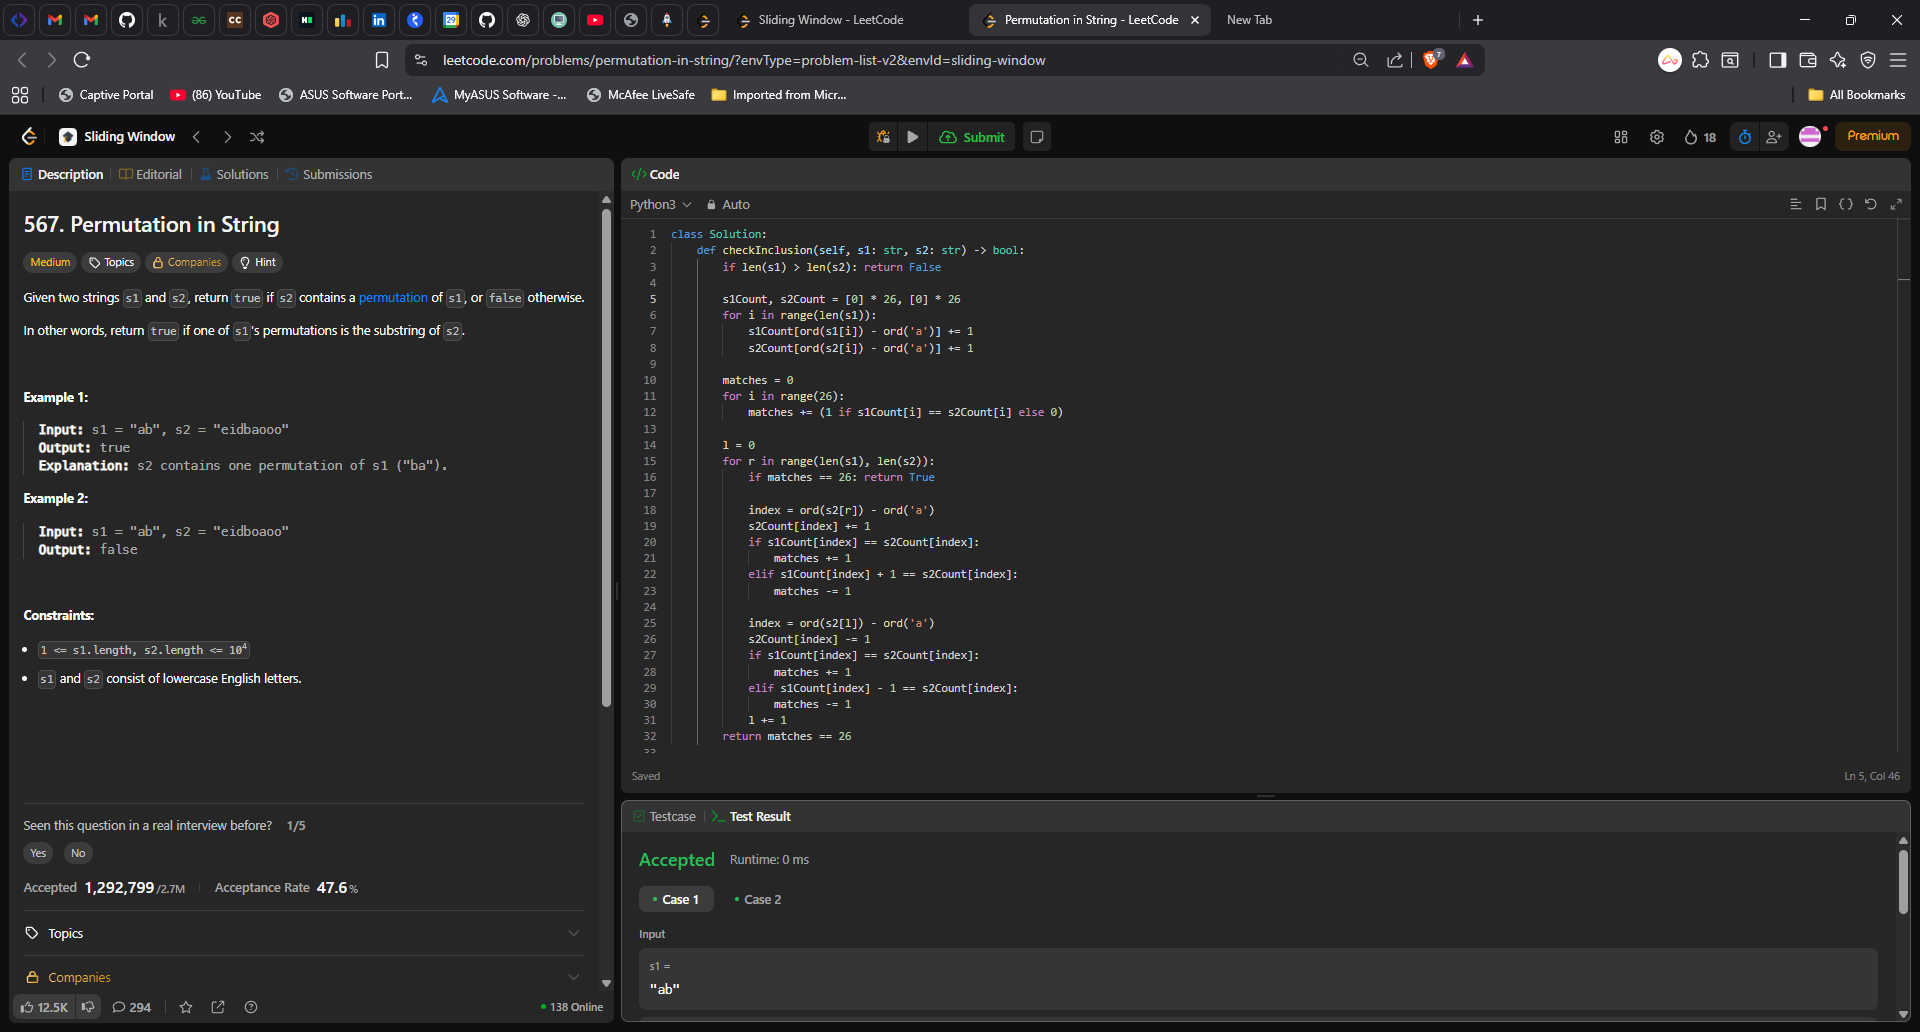 Sliding Window - LeetCode
Permutation in String - LeetCode
New Tab
leetcode.com/problems/permutation-in-string/?envType=problem-list-v2&envId=sliding-window
7
Captive Portal
(86) YouTube
ASUS Software Port...
MyASUS Software -...
McAfee LiveSafe
Imported from Micr...
All Bookmarks
Sliding Window
Submit
18
Premium
Description
Editorial
Solutions
Submissions
567. Permutation in String
Medium
Topics
Companies
Hint
Given two strings s1 and s2, return true if s2 contains a permutation of s1, or false otherwise.
In other words, return true if one of s1's permutations is the substring of s2.
Example 1:
Input: s1 = "ab", s2 = "eidbaooo"
Output: true
Explanation: s2 contains one permutation of s1 ("ba").
Example 2:
Input: s1 = "ab", s2 = "eidboaoo"
Output: false
Constraints:
1 <= s1.length, s2.length <= 10⁴
s1 and s2 consist of lowercase English letters.
Seen this question in a real interview before? 1/5
Yes No
Accepted 1,292,799 /2.7M Acceptance Rate 47.6 %
Topics
Companies
12.5K
294
138 Online
</> Code
Python3
Auto
1 class Solution:
2 def checkInclusion(self, s1: str, s2: str) -> bool:
3 if len(s1) > len(s2): return False
4
5 s1Count, s2Count = [0] * 26, [0] * 26
6 for i in range(len(s1)):
7 s1Count[ord(s1[i]) - ord('a')] += 1
8 s2Count[ord(s2[i]) - ord('a')] += 1
9
10 matches = 0
11 for i in range(26):
12 matches += (1 if s1Count[i] == s2Count[i] else 0)
13
14 l = 0
15 for r in range(len(s1), len(s2)):
16 if matches == 26: return True
17
18 index = ord(s2[r]) - ord('a')
19 s2Count[index] += 1
20 if s1Count[index] == s2Count[index]:
21 matches += 1
22 elif s1Count[index] + 1 == s2Count[index]:
23 matches -= 1
24
25 index = ord(s2[l]) - ord('a')
26 s2Count[index] -= 1
27 if s1Count[index] == s2Count[index]:
28 matches += 1
29 elif s1Count[index] - 1 == s2Count[index]:
30 matches -= 1
31 l += 1
32 return matches == 26
33
Saved
Ln 5, Col 46
Testcase
Test Result
Accepted Runtime: 0 ms
Case 1
Case 2
Input
s1 =
"ab"